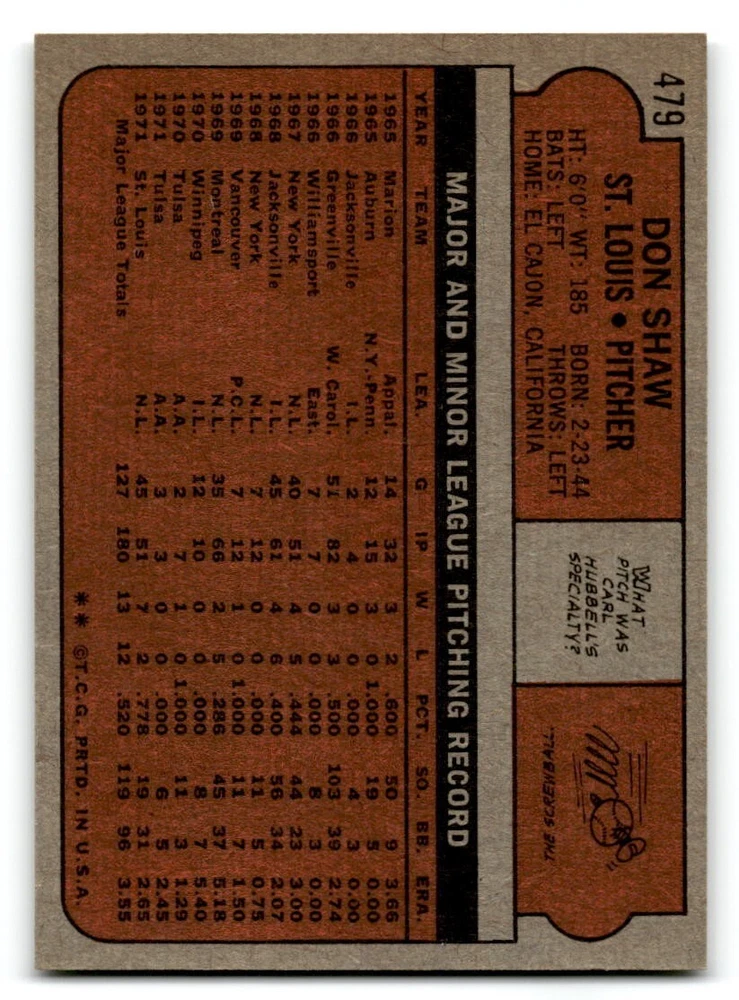 479
DON SHAW
ST. LOUIS • PITCHER
HT: 6'0" WT: 185 BORN: 2-23-44
BATS: LEFT THROWS: LEFT
HOME: EL CAJON, CALIFORNIA
WHAT
PITCH WAS
CARL
HUBBELL'S
SPECIALTY?
THE SCREWBALL
MAJOR AND MINOR LEAGUE PITCHING RECORD
YEAR TEAM LEA. G IP W L PCT. SO. BB. ERA.
1965 Marion Appal. 14 32 3 2 .600 50 9 3.66
1965 Auburn N.Y.-Penn 12 15 3 0 1.000 19 5 0.00
1966 Jacksonville I.L. 2 4 0 0 .000 4 3 0.00
1966 Greenville W. Carol. 51 82 3 3 .500 103 39 2.74
1966 Williamsport East. 7 7 0 0 .000 8 3 0.00
1967 New York N.L. 40 51 4 5 .444 44 23 3.00
1968 Jacksonville I.L. 45 61 4 6 .400 56 34 2.07
1968 New York N.L. 7 12 0 0 .000 11 5 0.75
1969 Vancouver P.C.L. 7 12 1 0 1.000 11 7 1.50
1969 Montreal N.L. 35 66 2 5 .286 45 37 5.18
1970 Winnipeg I.L. 12 10 0 0 .000 8 7 5.40
1970 Tulsa A.A. 2 7 1 0 1.000 7 3 1.29
1971 Tulsa A.A. 3 3 0 0 .000 6 5 2.45
1971 St. Louis N.L. 45 51 7 2 .778 19 31 2.65
Major League Totals 127 180 13 12 .520 119 96 3.55
** ©T.C.G. PRTD. IN U.S.A.